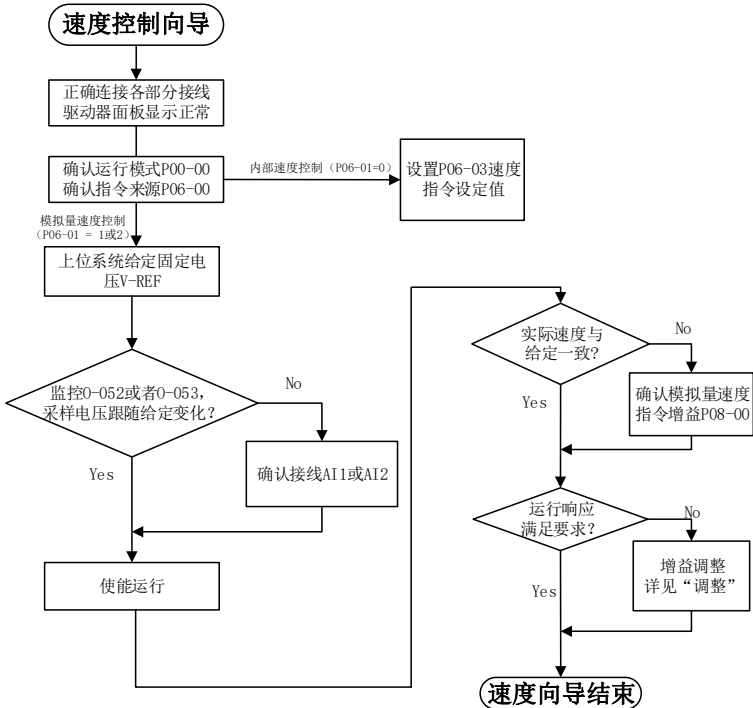 速度控制向导
正确连接各部分接线
驱动器面板显示正常
确认运行模式P00-00
确认指令来源P06-00
内部速度控制（P06-01=0）
设置P06-03速度
指令设定值
模拟量速度控制
（P06-01 = 1或2）
上位系统给定固定电
压V-REF
监控0-052或者0-053，
采样电压跟随给定变化？
No
Yes
确认接线AI1或AI2
使能运行
实际速度与
给定一致?
No
Yes
确认模拟量速度
指令增益P08-00
运行响应
满足要求？
No
Yes
增益调整
详见“调整”
速度向导结束